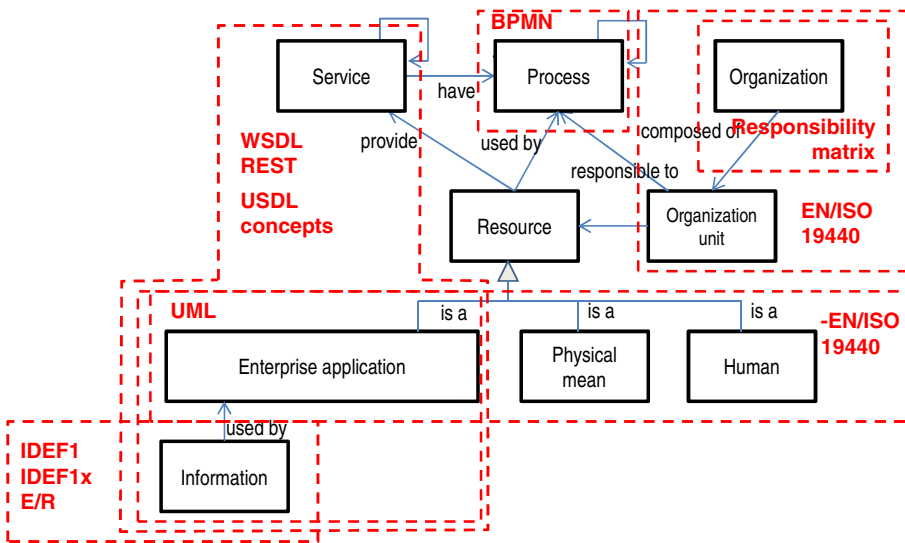 BPMN
Service
Process
Organization
have
composed of
Responsibility
matrix
provide
used by
WSDL
REST
responsible to
USDL
concepts
Resource
Organization
unit
EN/ISO
19440
UML
is a
is a
is a
-EN/ISO
19440
Enterprise application
Physical
mean
Human
used by
IDEF1
IDEF1x
E/R
Information